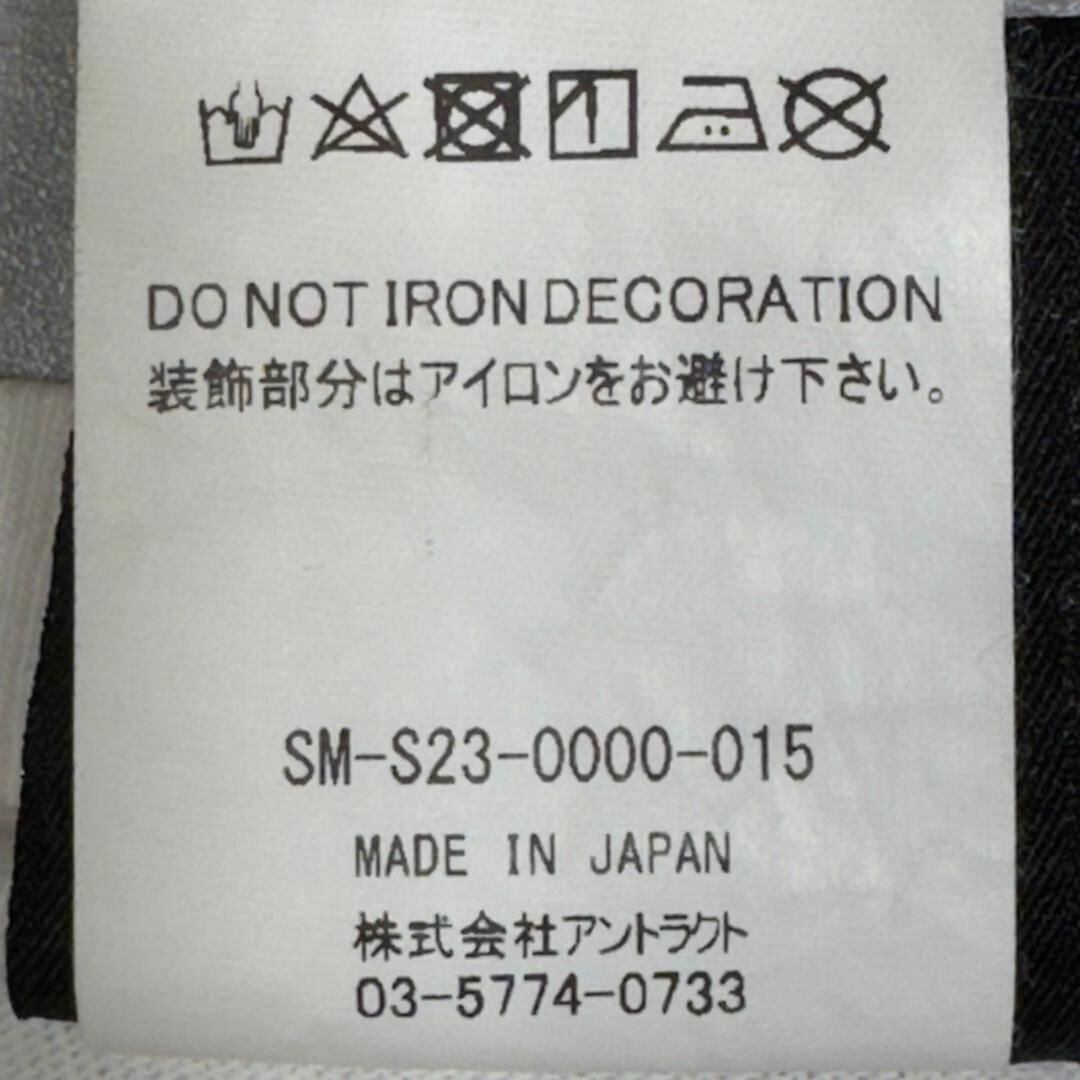 DO NOT IRON DECORATION
装飾部分はアイロンをお避け下さい。
SM-S23-0000-015
MADE IN JAPAN
株式会社アントラクト
03-5774-0733